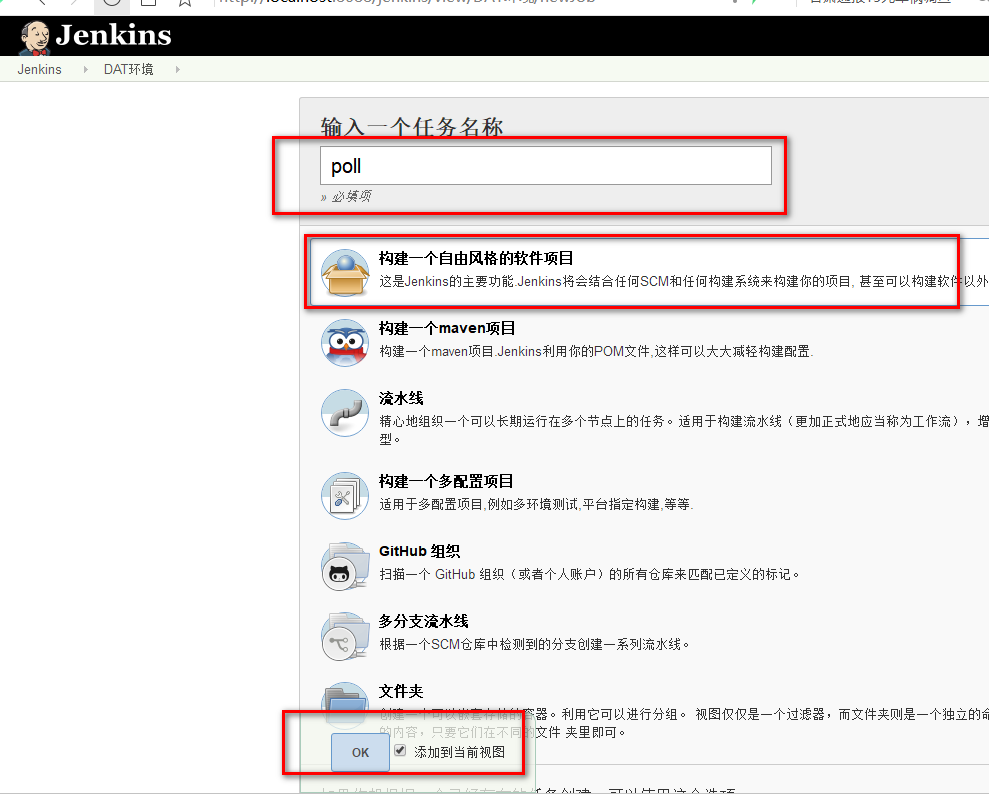 Jenkins
Jenkins DAT环境
输入一个任务名称
poll
» 必填项
构建一个自由风格的软件项目
这是Jenkins的主要功能.Jenkins将会结合任何SCM和任何构建系统来构建你的项目, 甚至可以构建软件以外
构建一个maven项目
构建一个maven项目.Jenkins利用你的POM文件,这样可以大大减轻构建配置.
流水线
精心地组织一个可以长期运行在多个节点上的任务。适用于构建流水线（更加正式地应当称为工作流），增
型。
构建一个多配置项目
适用于多配置项目,例如多环境测试,平台指定构建,等等.
GitHub 组织
扫描一个 GitHub 组织（或者个人账户）的所有仓库来匹配已定义的标记。
多分支流水线
根据一个SCM仓库中检测到的分支创建一系列流水线。
文件夹
创建一个可以嵌套存储的容器。利用它可以进行分组。 视图仅仅是一个过滤器，而文件夹则是一个独立的命
的内容，只要它们在不同的文件 夹里即可。
OK 添加到当前视图